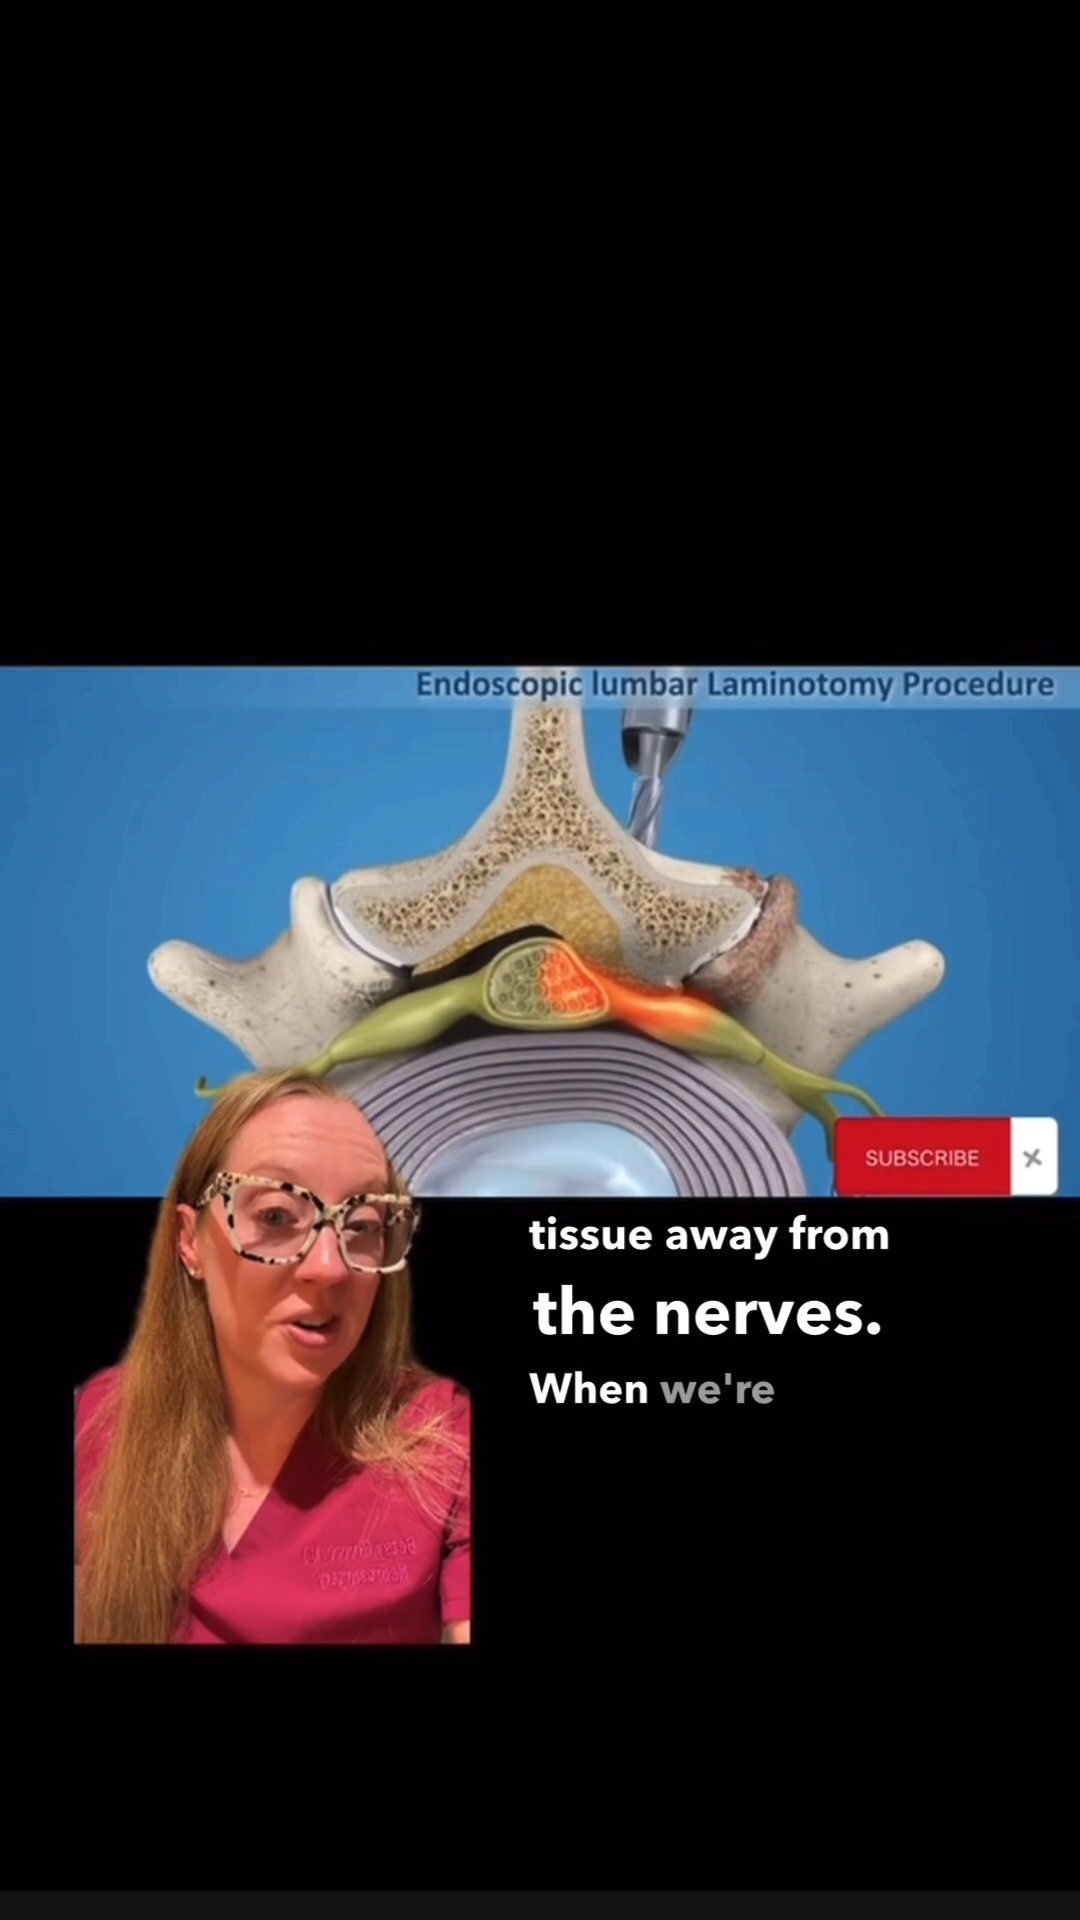 Endoscopic lumbar Laminotomy Procedure
SUBSCRIBE
tissue away from
the nerves.
When we're